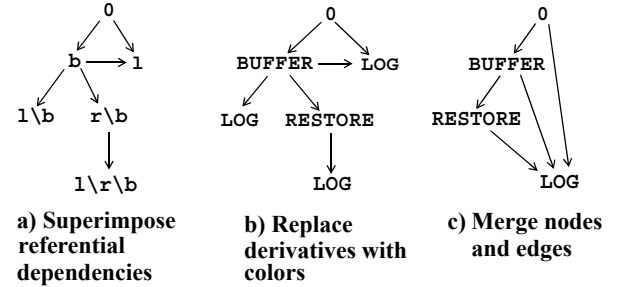 0
b
l
l\b
r\b
l\r\b
a) Superimpose
referential
dependencies
0
BUFFER
LOG
LOG
RESTORE
LOG
b) Replace
derivatives with
colors
0
BUFFER
RESTORE
LOG
c) Merge nodes
and edges